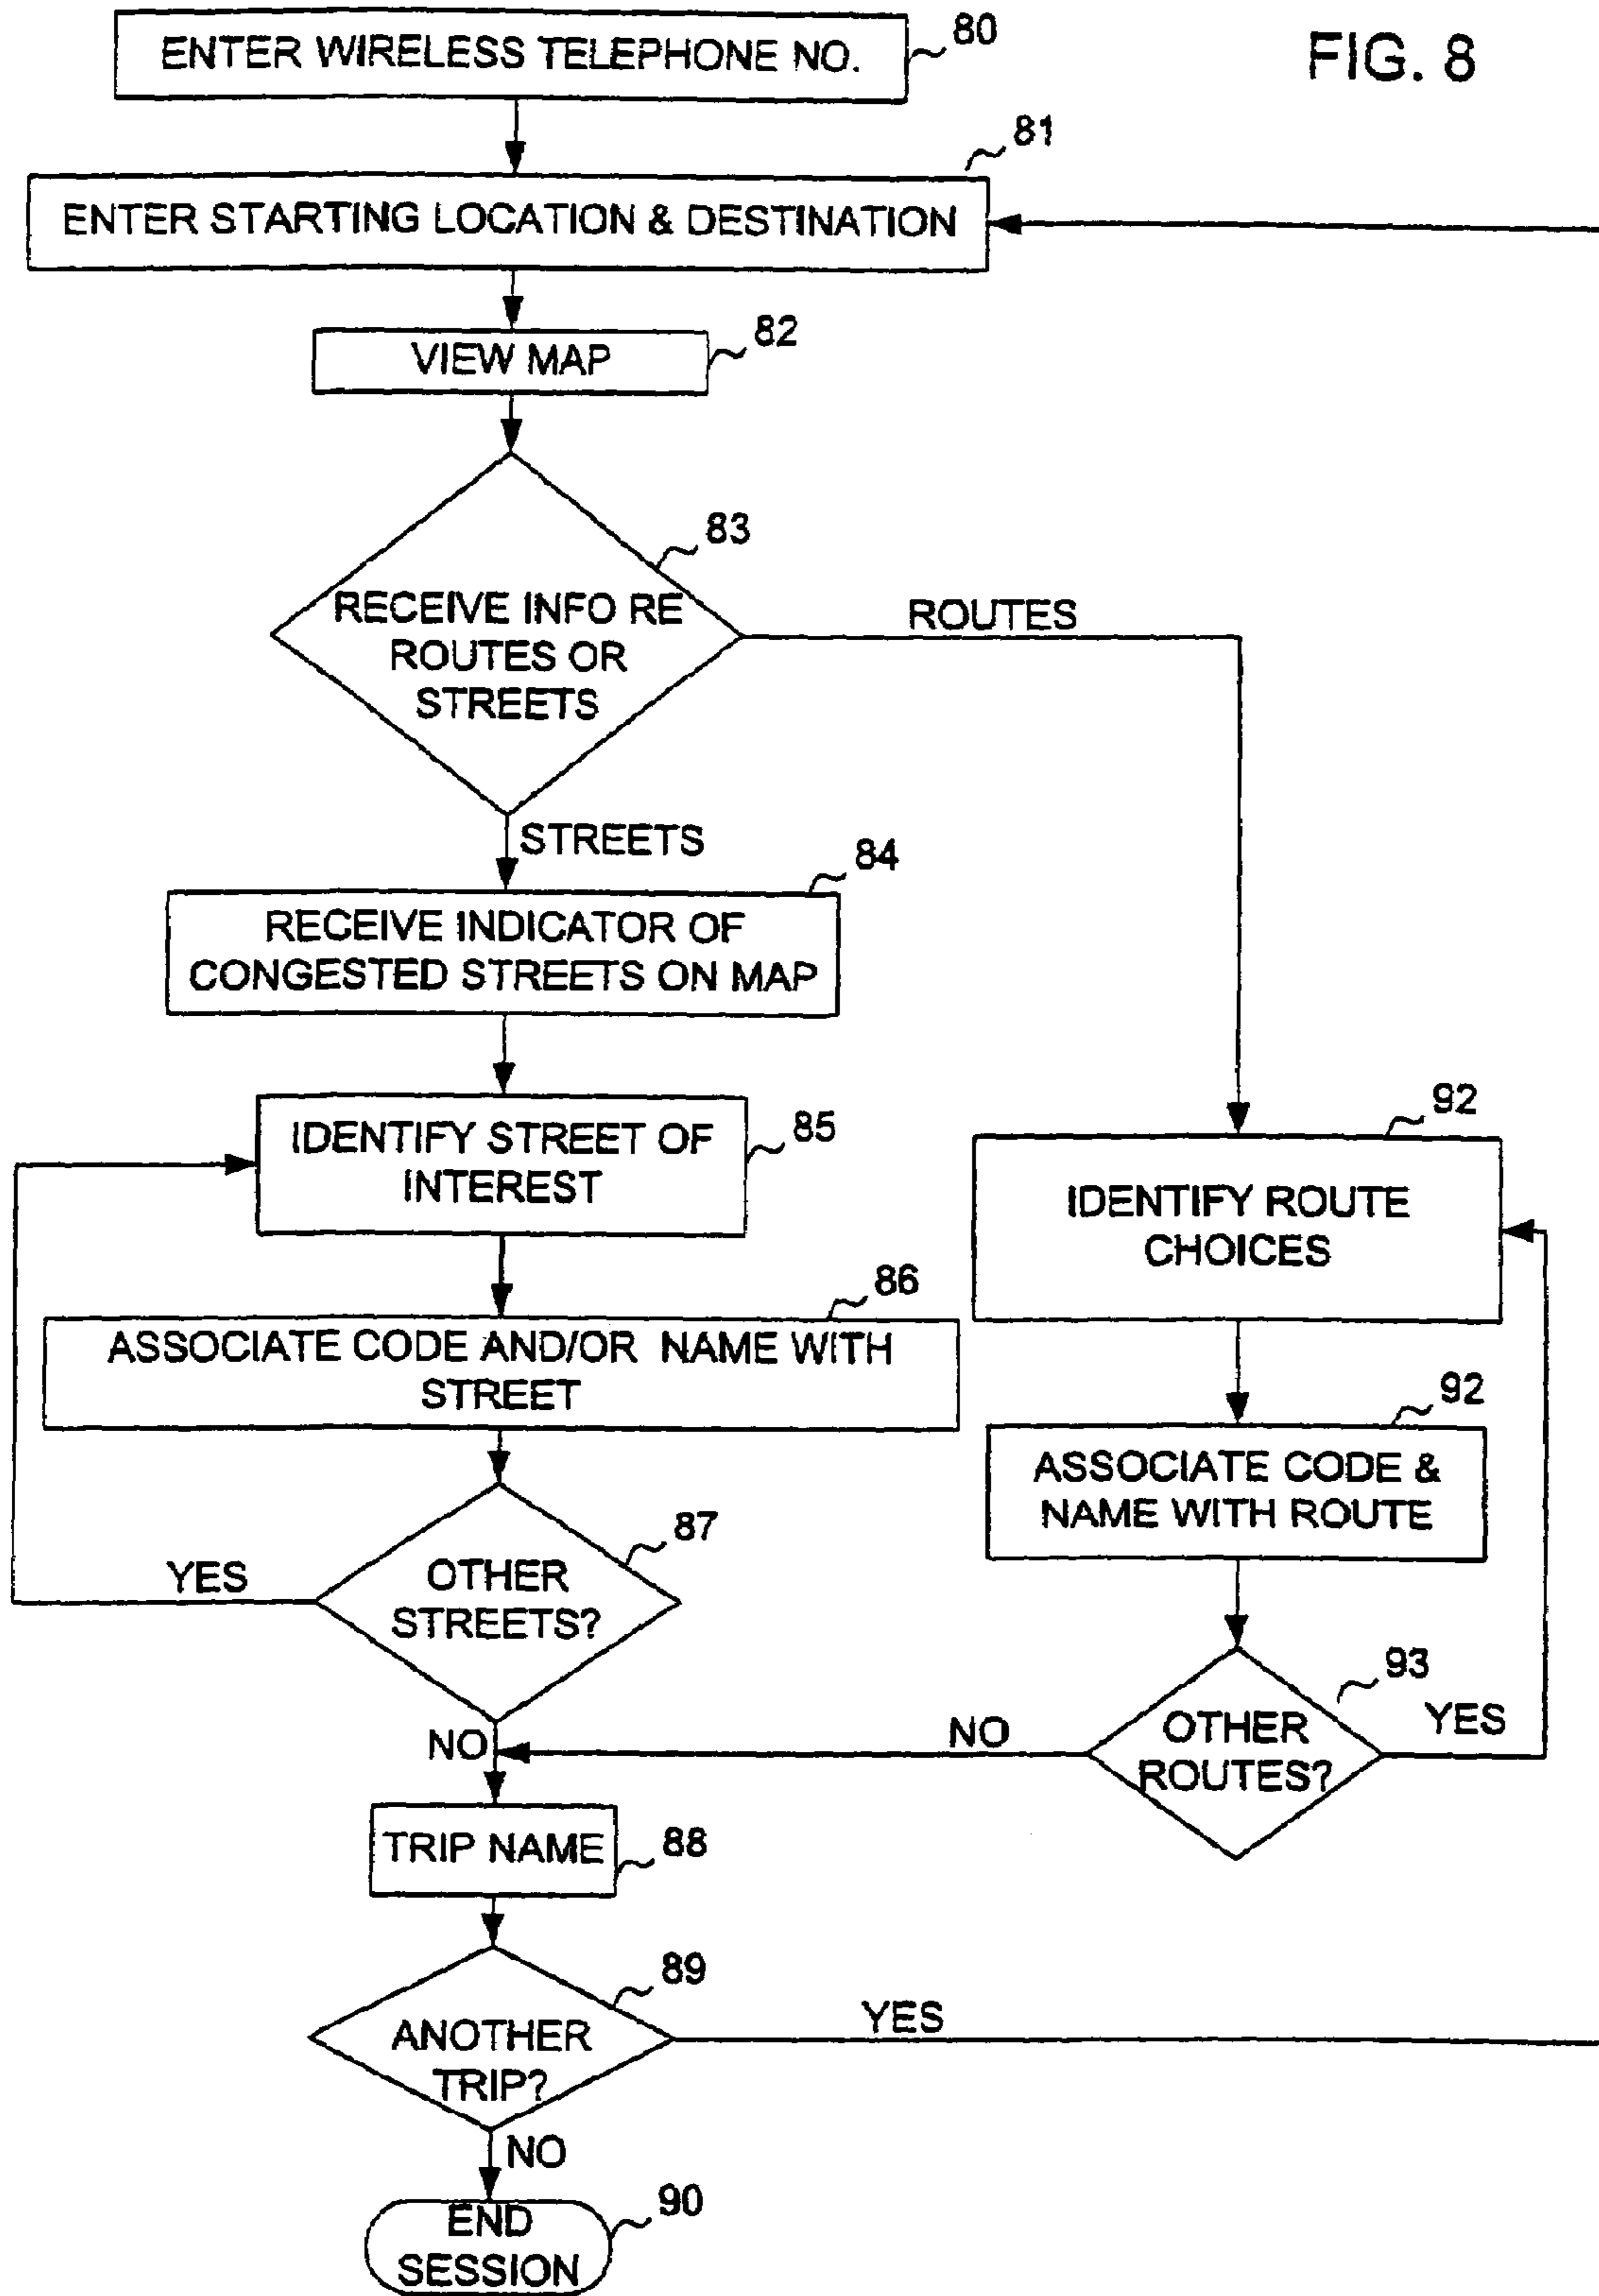 FIG. 8
ENTER WIRELESS TELEPHONE NO.
80
81
ENTER STARTING LOCATION & DESTINATION
82
VIEW MAP
83
RECEIVE INFO RE
ROUTES OR
STREETS
ROUTES
STREETS
84
RECEIVE INDICATOR OF
CONGESTED STREETS ON MAP
85
IDENTIFY STREET OF
INTEREST
86
ASSOCIATE CODE AND/OR NAME WITH
STREET
87
OTHER
STREETS?
YES
NO
92
IDENTIFY ROUTE
CHOICES
92
ASSOCIATE CODE &
NAME WITH ROUTE
93
OTHER
ROUTES?
YES
NO
TRIP NAME
88
89
ANOTHER
TRIP?
YES
NO
90
END
SESSION